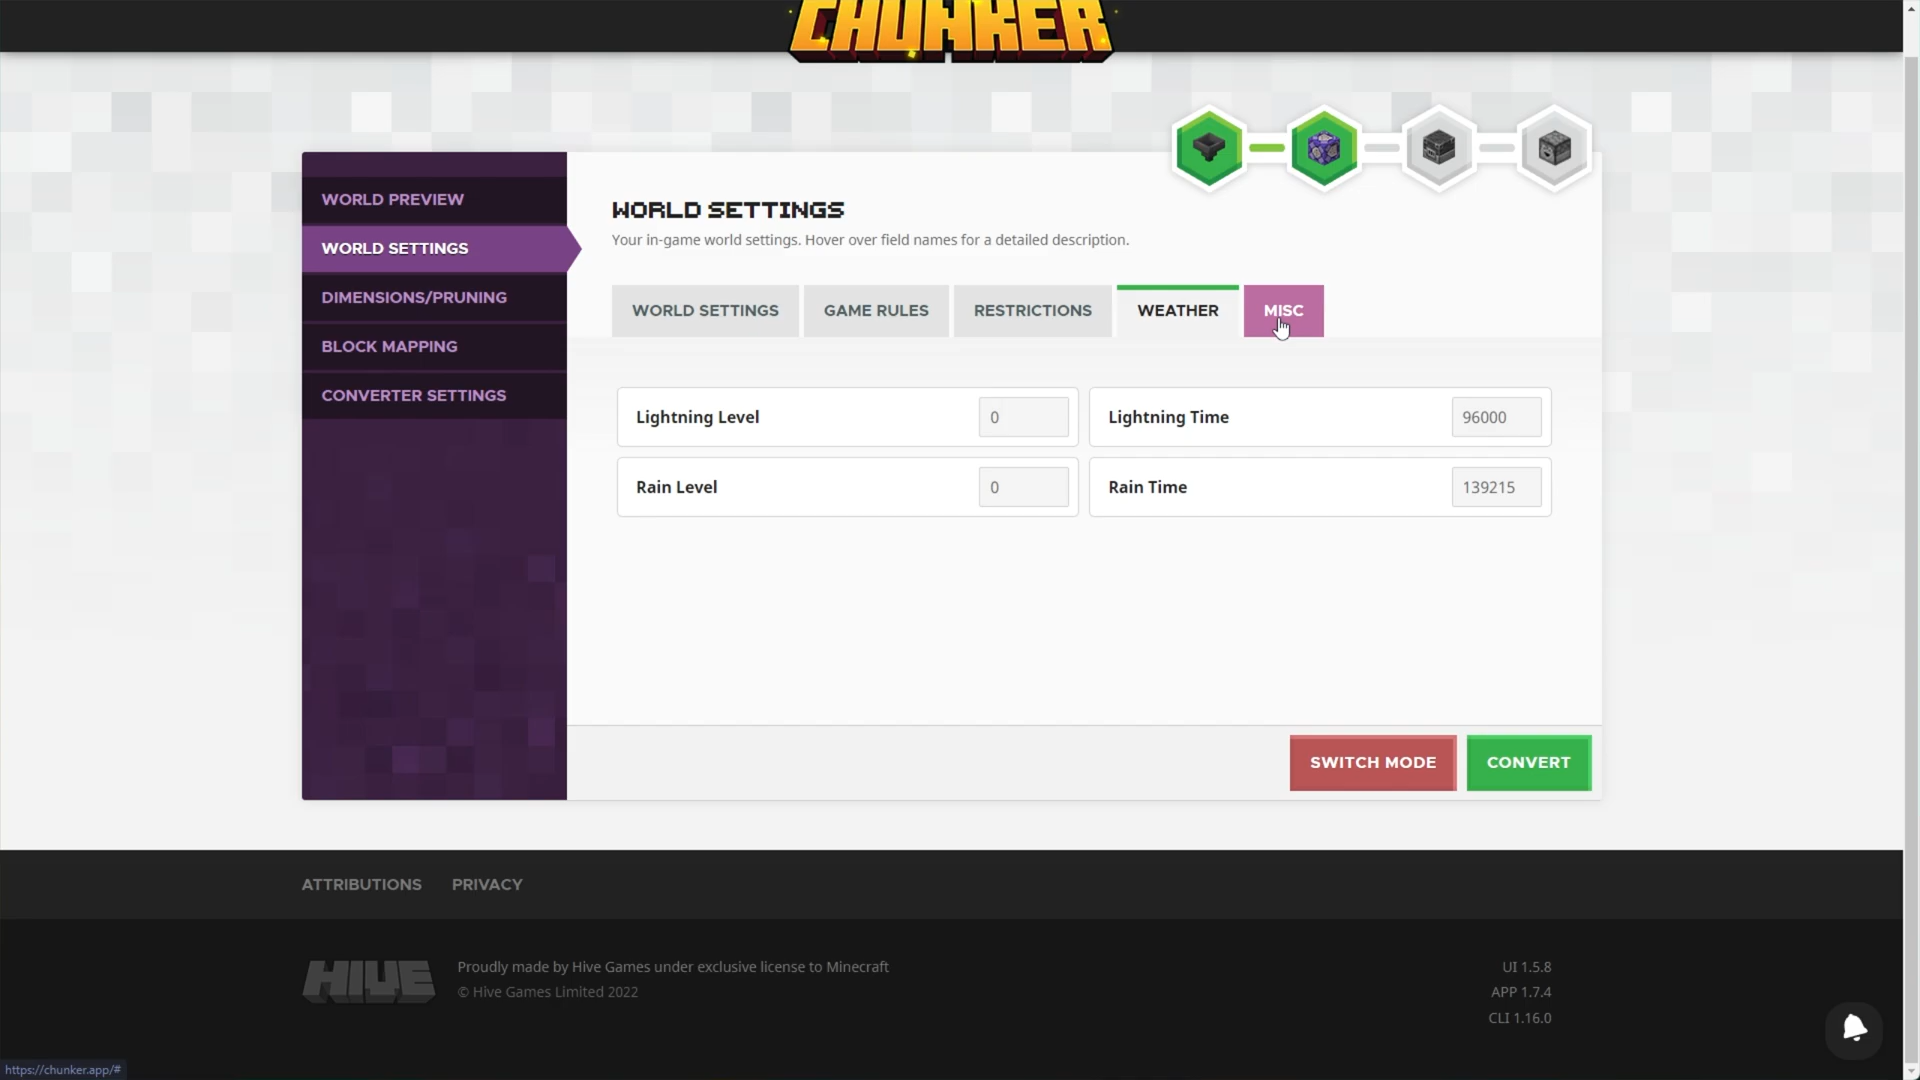 CHUNKER
WORLD PREVIEW
WORLD SETTINGS
DIMENSIONS/PRUNING
BLOCK MAPPING
CONVERTER SETTINGS
WORLD SETTINGS
Your in-game world settings. Hover over field names for a detailed description.
WORLD SETTINGS GAME RULES RESTRICTIONS WEATHER MISC
Lightning Level 0 Lightning Time 96000
Rain Level 0 Rain Time 139215
SWITCH MODE CONVERT
ATTRIBUTIONS PRIVACY
HIVE
Proudly made by Hive Games under exclusive license to Minecraft
© Hive Games Limited 2022
UI 1.5.8
APP 1.7.4
CLI 1.16.0
https://chunker.app/#